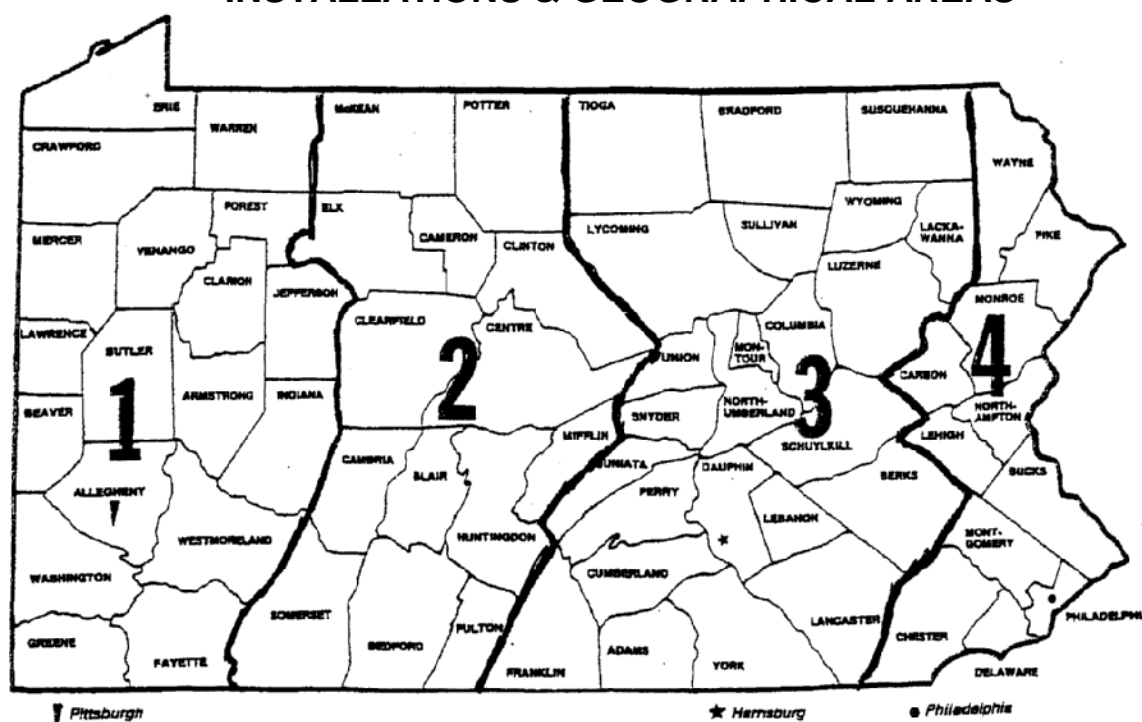 INSTALLATIONS & GEOGRAPHICAL AREAS
ERIE
WARREN
McKEAN
POTTER
TIOGA
BRADFORD
SUSQUEHANNA
CRAWFORD
WAYNE
FOREST
ELK
WYOMING
MERCER
VENANGO
CAMERON
CLINTON
LYCOMING
SULLIVAN
LACKA-
WANNA
PIKE
CLARION
JEFFERSON
LUZERNE
MONROE
LAWRENCE
BUTLER
CLEARFIELD
CENTRE
UNION
MON-
TOUR
COLUMBIA
CARBON
1
2
3
4
BEAVER
ARMSTRONG
INDIANA
SNYDER
NORTH-
UMBERLAND
NORTH-
AMPTON
MIFFLIN
SCHUYLKILL
LEHIGH
ALLEGHENY
CAMBRIA
BLAIR
JUNIATA
DAUPHIN
BERKS
BUCKS
PERRY
WESTMORELAND
HUNTINGDON
LEBANON
MONT-
GOMERY
WASHINGTON
CUMBERLAND
SOMERSET
LANCASTER
PHILADELPHI
GREENE
FAYETTE
BEDFORD
FULTON
FRANKLIN
ADAMS
YORK
CHESTER
DELAWARE
Pittsburgh
★ Harrisburg
● Philadelphia